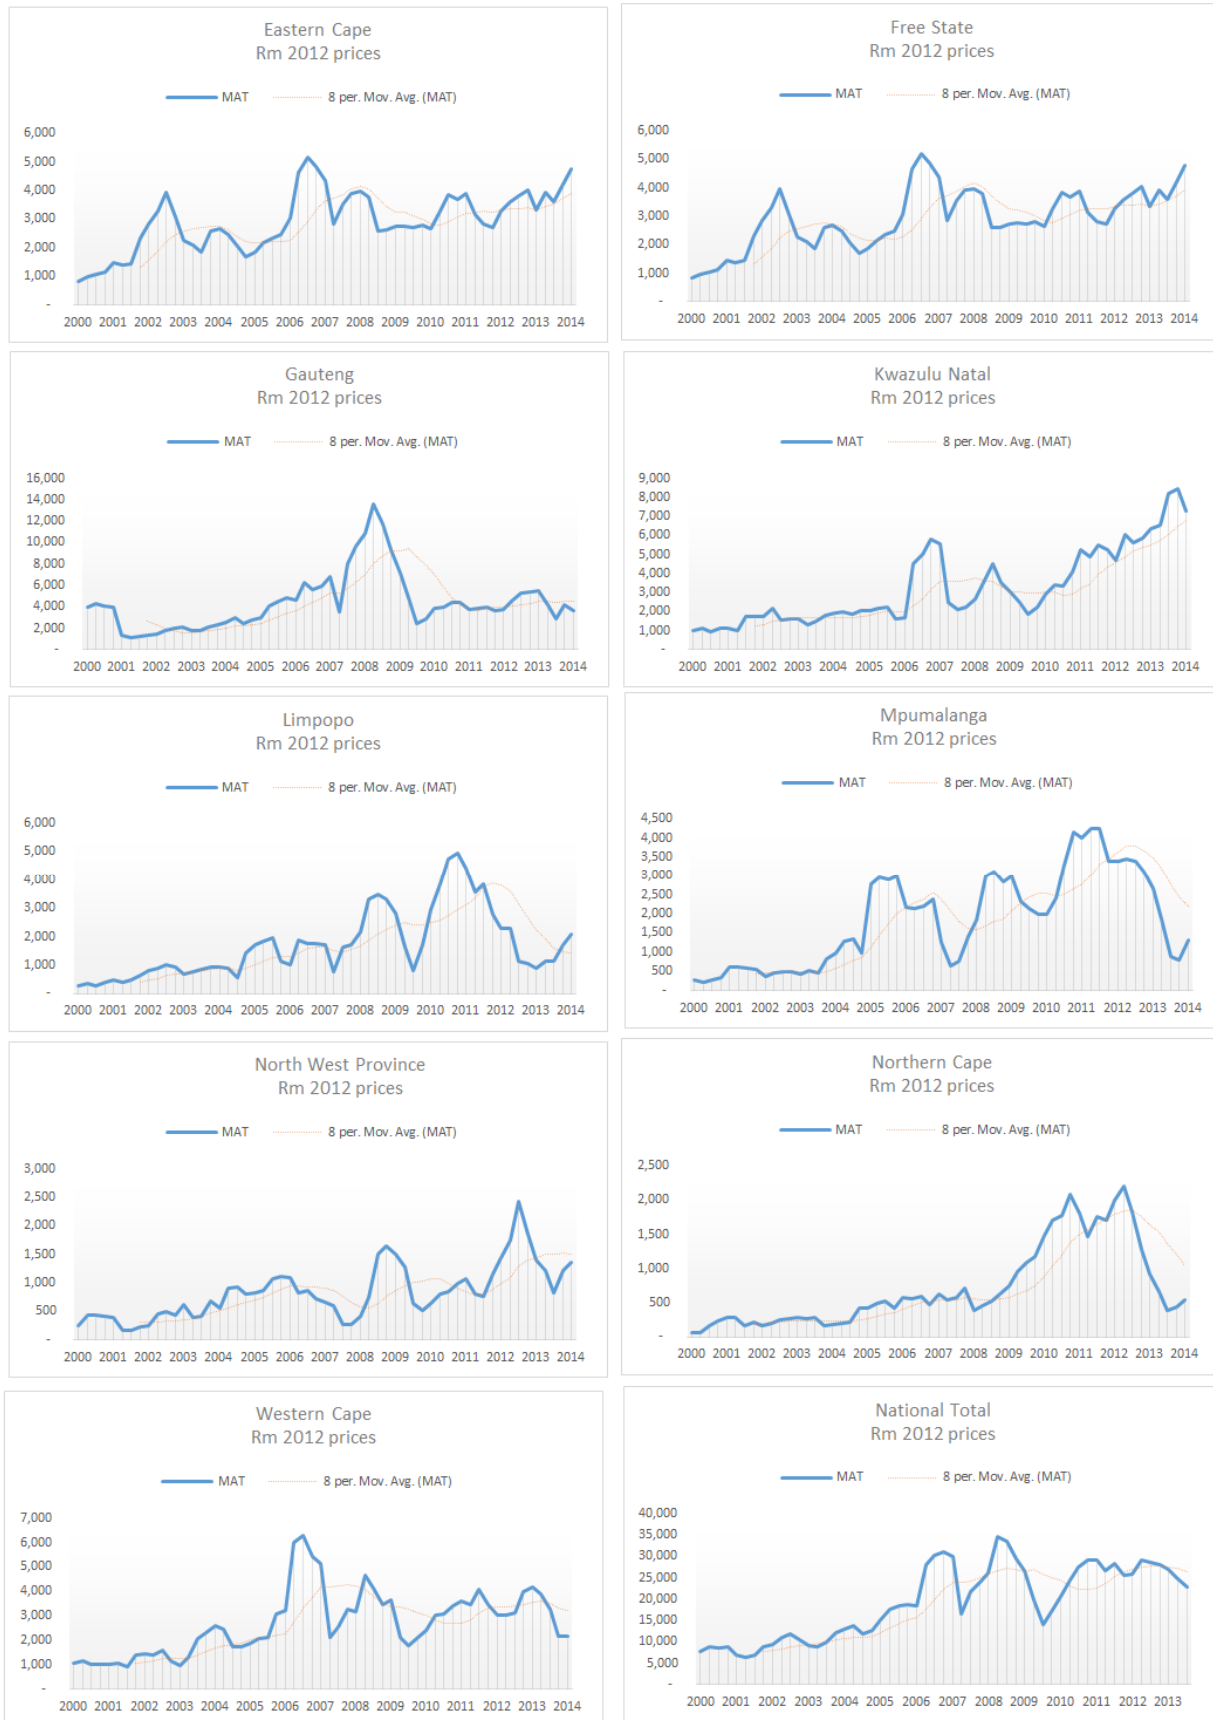 Eastern Cape
Rm 2012 prices
MAT 8 per. Mov. Avg. (MAT)
6,000
5,000
4,000
3,000
2,000
1,000
-
2000 2001 2002 2003 2004 2005 2006 2007 2008 2009 2010 2011 2012 2013 2014
Free State
Rm 2012 prices
MAT 8 per. Mov. Avg. (MAT)
6,000
5,000
4,000
3,000
2,000
1,000
-
2000 2001 2002 2003 2004 2005 2006 2007 2008 2009 2010 2011 2012 2013 2014
Gauteng
Rm 2012 prices
MAT 8 per. Mov. Avg. (MAT)
16,000
14,000
12,000
10,000
8,000
6,000
4,000
2,000
-
2000 2001 2002 2003 2004 2005 2006 2007 2008 2009 2010 2011 2012 2013 2014
Kwazulu Natal
Rm 2012 prices
MAT 8 per. Mov. Avg. (MAT)
9,000
8,000
7,000
6,000
5,000
4,000
3,000
2,000
1,000
-
2000 2001 2002 2003 2004 2005 2006 2007 2008 2009 2010 2011 2012 2013 2014
Limpopo
Rm 2012 prices
MAT 8 per. Mov. Avg. (MAT)
6,000
5,000
4,000
3,000
2,000
1,000
-
2000 2001 2002 2003 2004 2005 2006 2007 2008 2009 2010 2011 2012 2013 2014
Mpumalanga
Rm 2012 prices
MAT 8 per. Mov. Avg. (MAT)
4,500
4,000
3,500
3,000
2,500
2,000
1,500
1,000
500
-
2000 2001 2002 2003 2004 2005 2006 2007 2008 2009 2010 2011 2012 2013 2014
North West Province
Rm 2012 prices
MAT 8 per. Mov. Avg. (MAT)
3,000
2,500
2,000
1,500
1,000
500
-
2000 2001 2002 2003 2004 2005 2006 2007 2008 2009 2010 2011 2012 2013 2014
Northern Cape
Rm 2012 prices
MAT 8 per. Mov. Avg. (MAT)
2,500
2,000
1,500
1,000
500
-
2000 2001 2002 2003 2004 2005 2006 2007 2008 2009 2010 2011 2012 2013 2014
Western Cape
Rm 2012 prices
MAT 8 per. Mov. Avg. (MAT)
7,000
6,000
5,000
4,000
3,000
2,000
1,000
-
2000 2001 2002 2003 2004 2005 2006 2007 2008 2009 2010 2011 2012 2013 2014
National Total
Rm 2012 prices
MAT 8 per. Mov. Avg. (MAT)
40,000
35,000
30,000
25,000
20,000
15,000
10,000
5,000
-
2000 2001 2002 2003 2004 2005 2006 2007 2008 2009 2010 2011 2012 2013